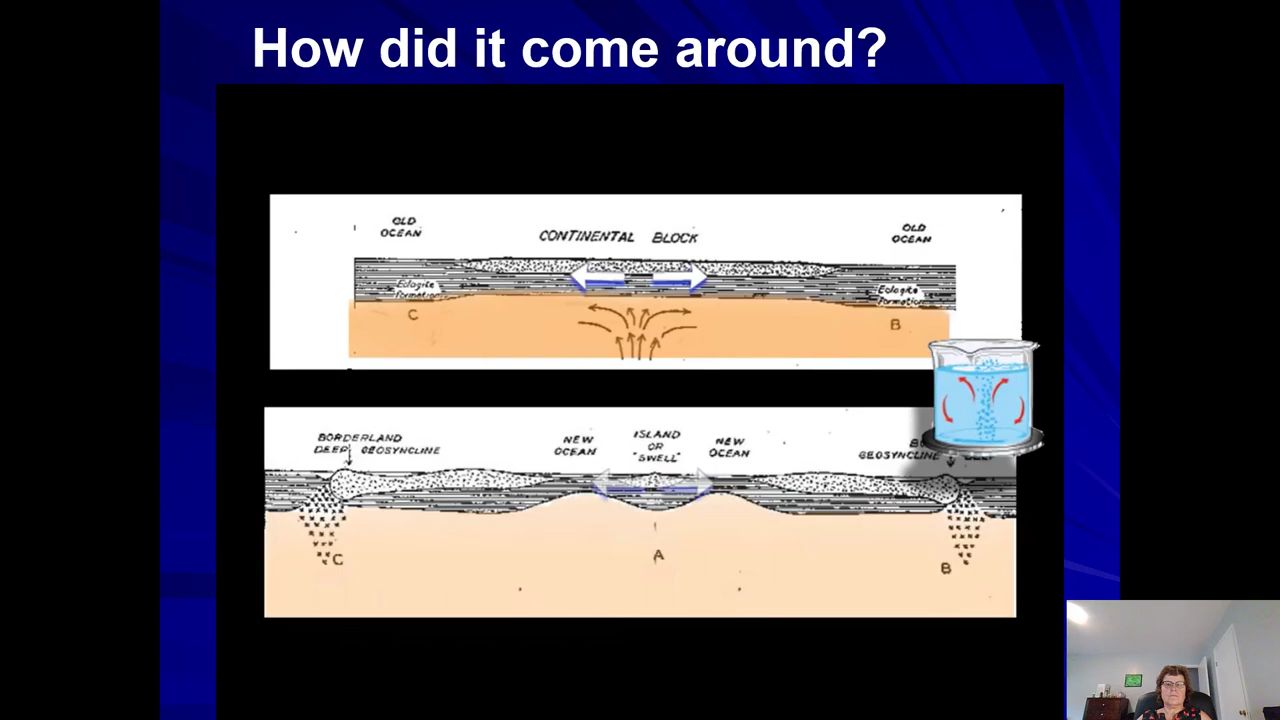 How did it come around?
OLD
OCEAN
CONTINENTAL BLOCK
OLD
OCEAN
Eclogite
formation
Eclogite
formation
C
B
BORDERLAND
DEEP GEOSYNCLINE
NEW
OCEAN
ISLAND
OR
"SWELL"
NEW
OCEAN
GEOSYNCLINE
C
A
B